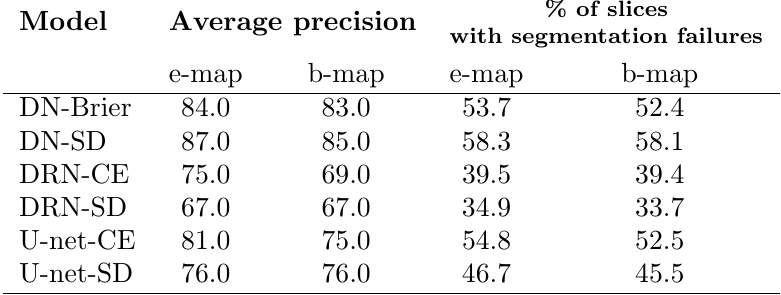 Model Average precision % of slices with segmentation failures
e-map b-map e-map b-map
DN-Brier 84.0 83.0 53.7 52.4
DN-SD 87.0 85.0 58.3 58.1
DRN-CE 75.0 69.0 39.5 39.4
DRN-SD 67.0 67.0 34.9 33.7
U-net-CE 81.0 75.0 54.8 52.5
U-net-SD 76.0 76.0 46.7 45.5